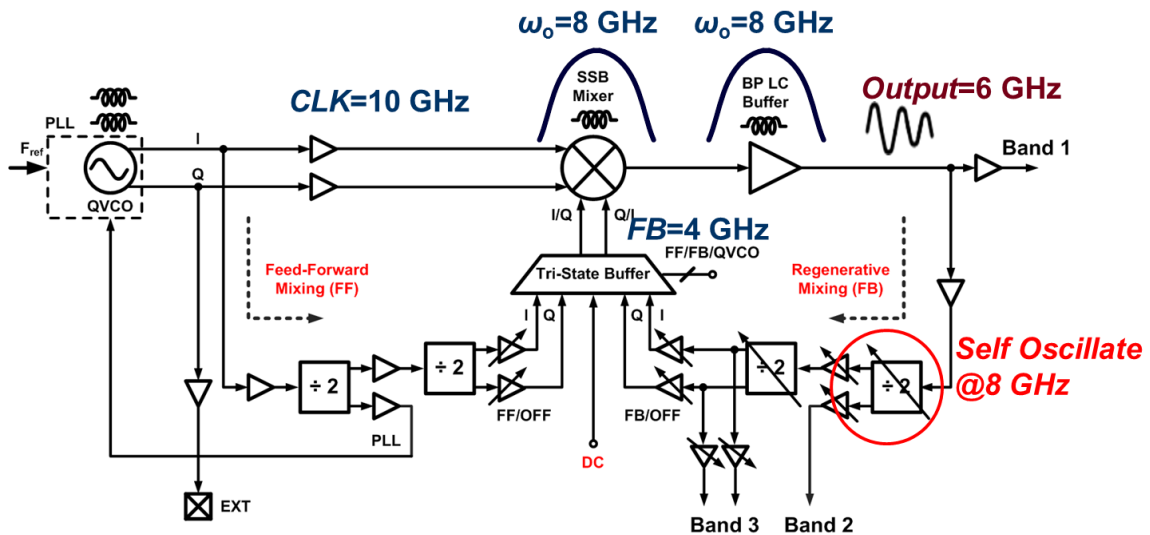 ωo=8 GHz
ωo=8 GHz
SSB
Mixer
BP LC
Buffer
CLK=10 GHz
Output=6 GHz
PLL
Fref
I
Q
QVCO
Band 1
I/Q
Q/I
FB=4 GHz
FF/FB/QVCO
Tri-State Buffer
Feed-Forward
Mixing (FF)
Regenerative
Mixing (FB)
I
Q
Q
I
÷ 2
÷ 2
÷ 2
÷ 2
Self Oscillate
@8 GHz
FF/OFF
FB/OFF
PLL
DC
EXT
Band 3
Band 2